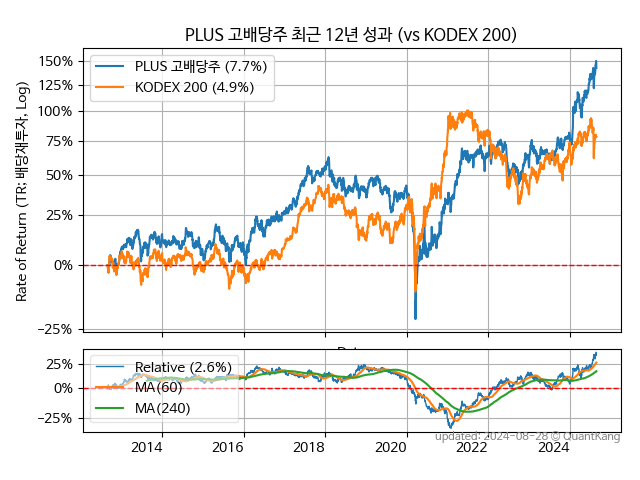 PLUS 고배당주 최근 12년 성과 (vs KODEX 200)
Rate of Return (TR: 배당재투자, Log)
150%
125%
100%
75%
50%
25%
0%
−25%
PLUS 고배당주 (7.7%)
KODEX 200 (4.9%)
25%
0%
−25%
Relative (2.6%)
MA(60)
MA(240)
2014
2016
2018
2020
2022
2024
updated: 2024-08-28 © QuantKang